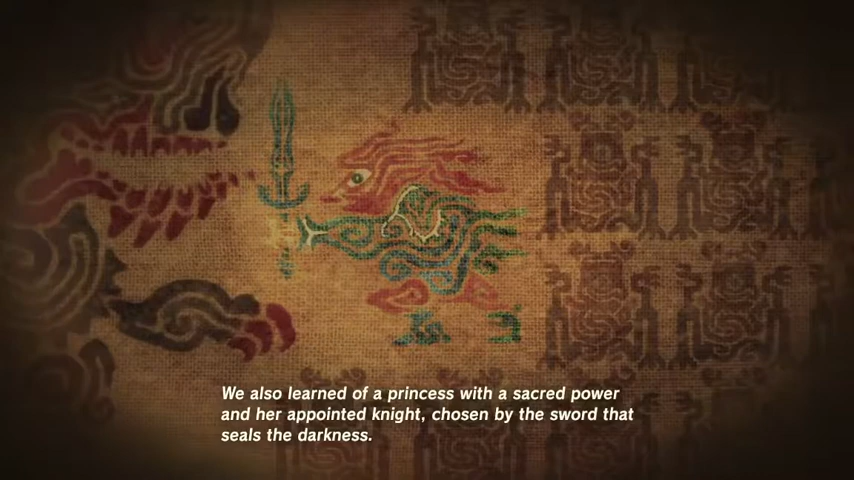 We also learned of a princess with a sacred power
and her appointed knight, chosen by the sword that
seals the darkness.